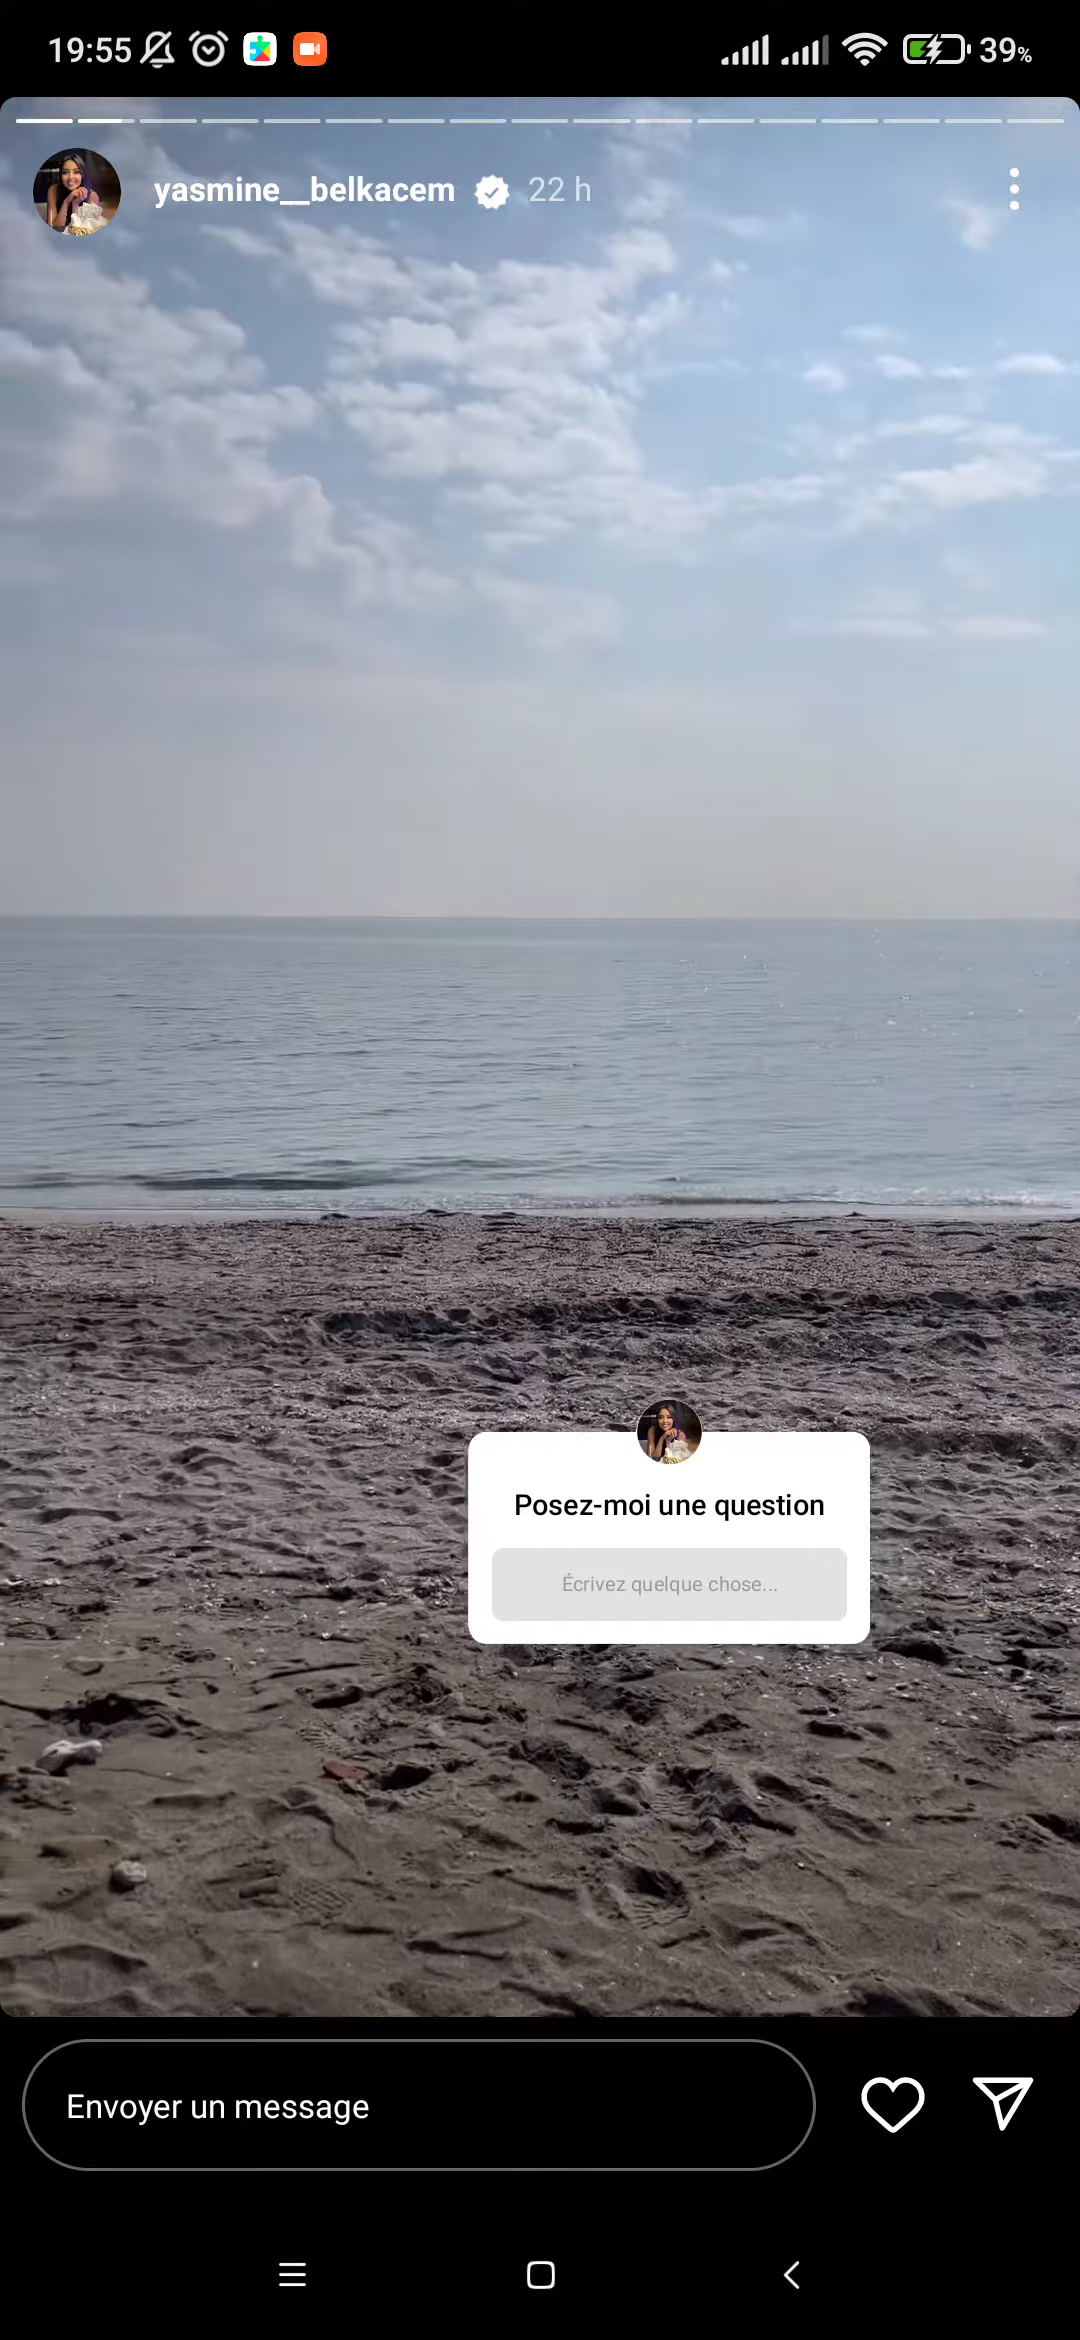 19:55
39%
yasmine__belkacem 22 h
Posez-moi une question
Écrivez quelque chose...
Envoyer un message